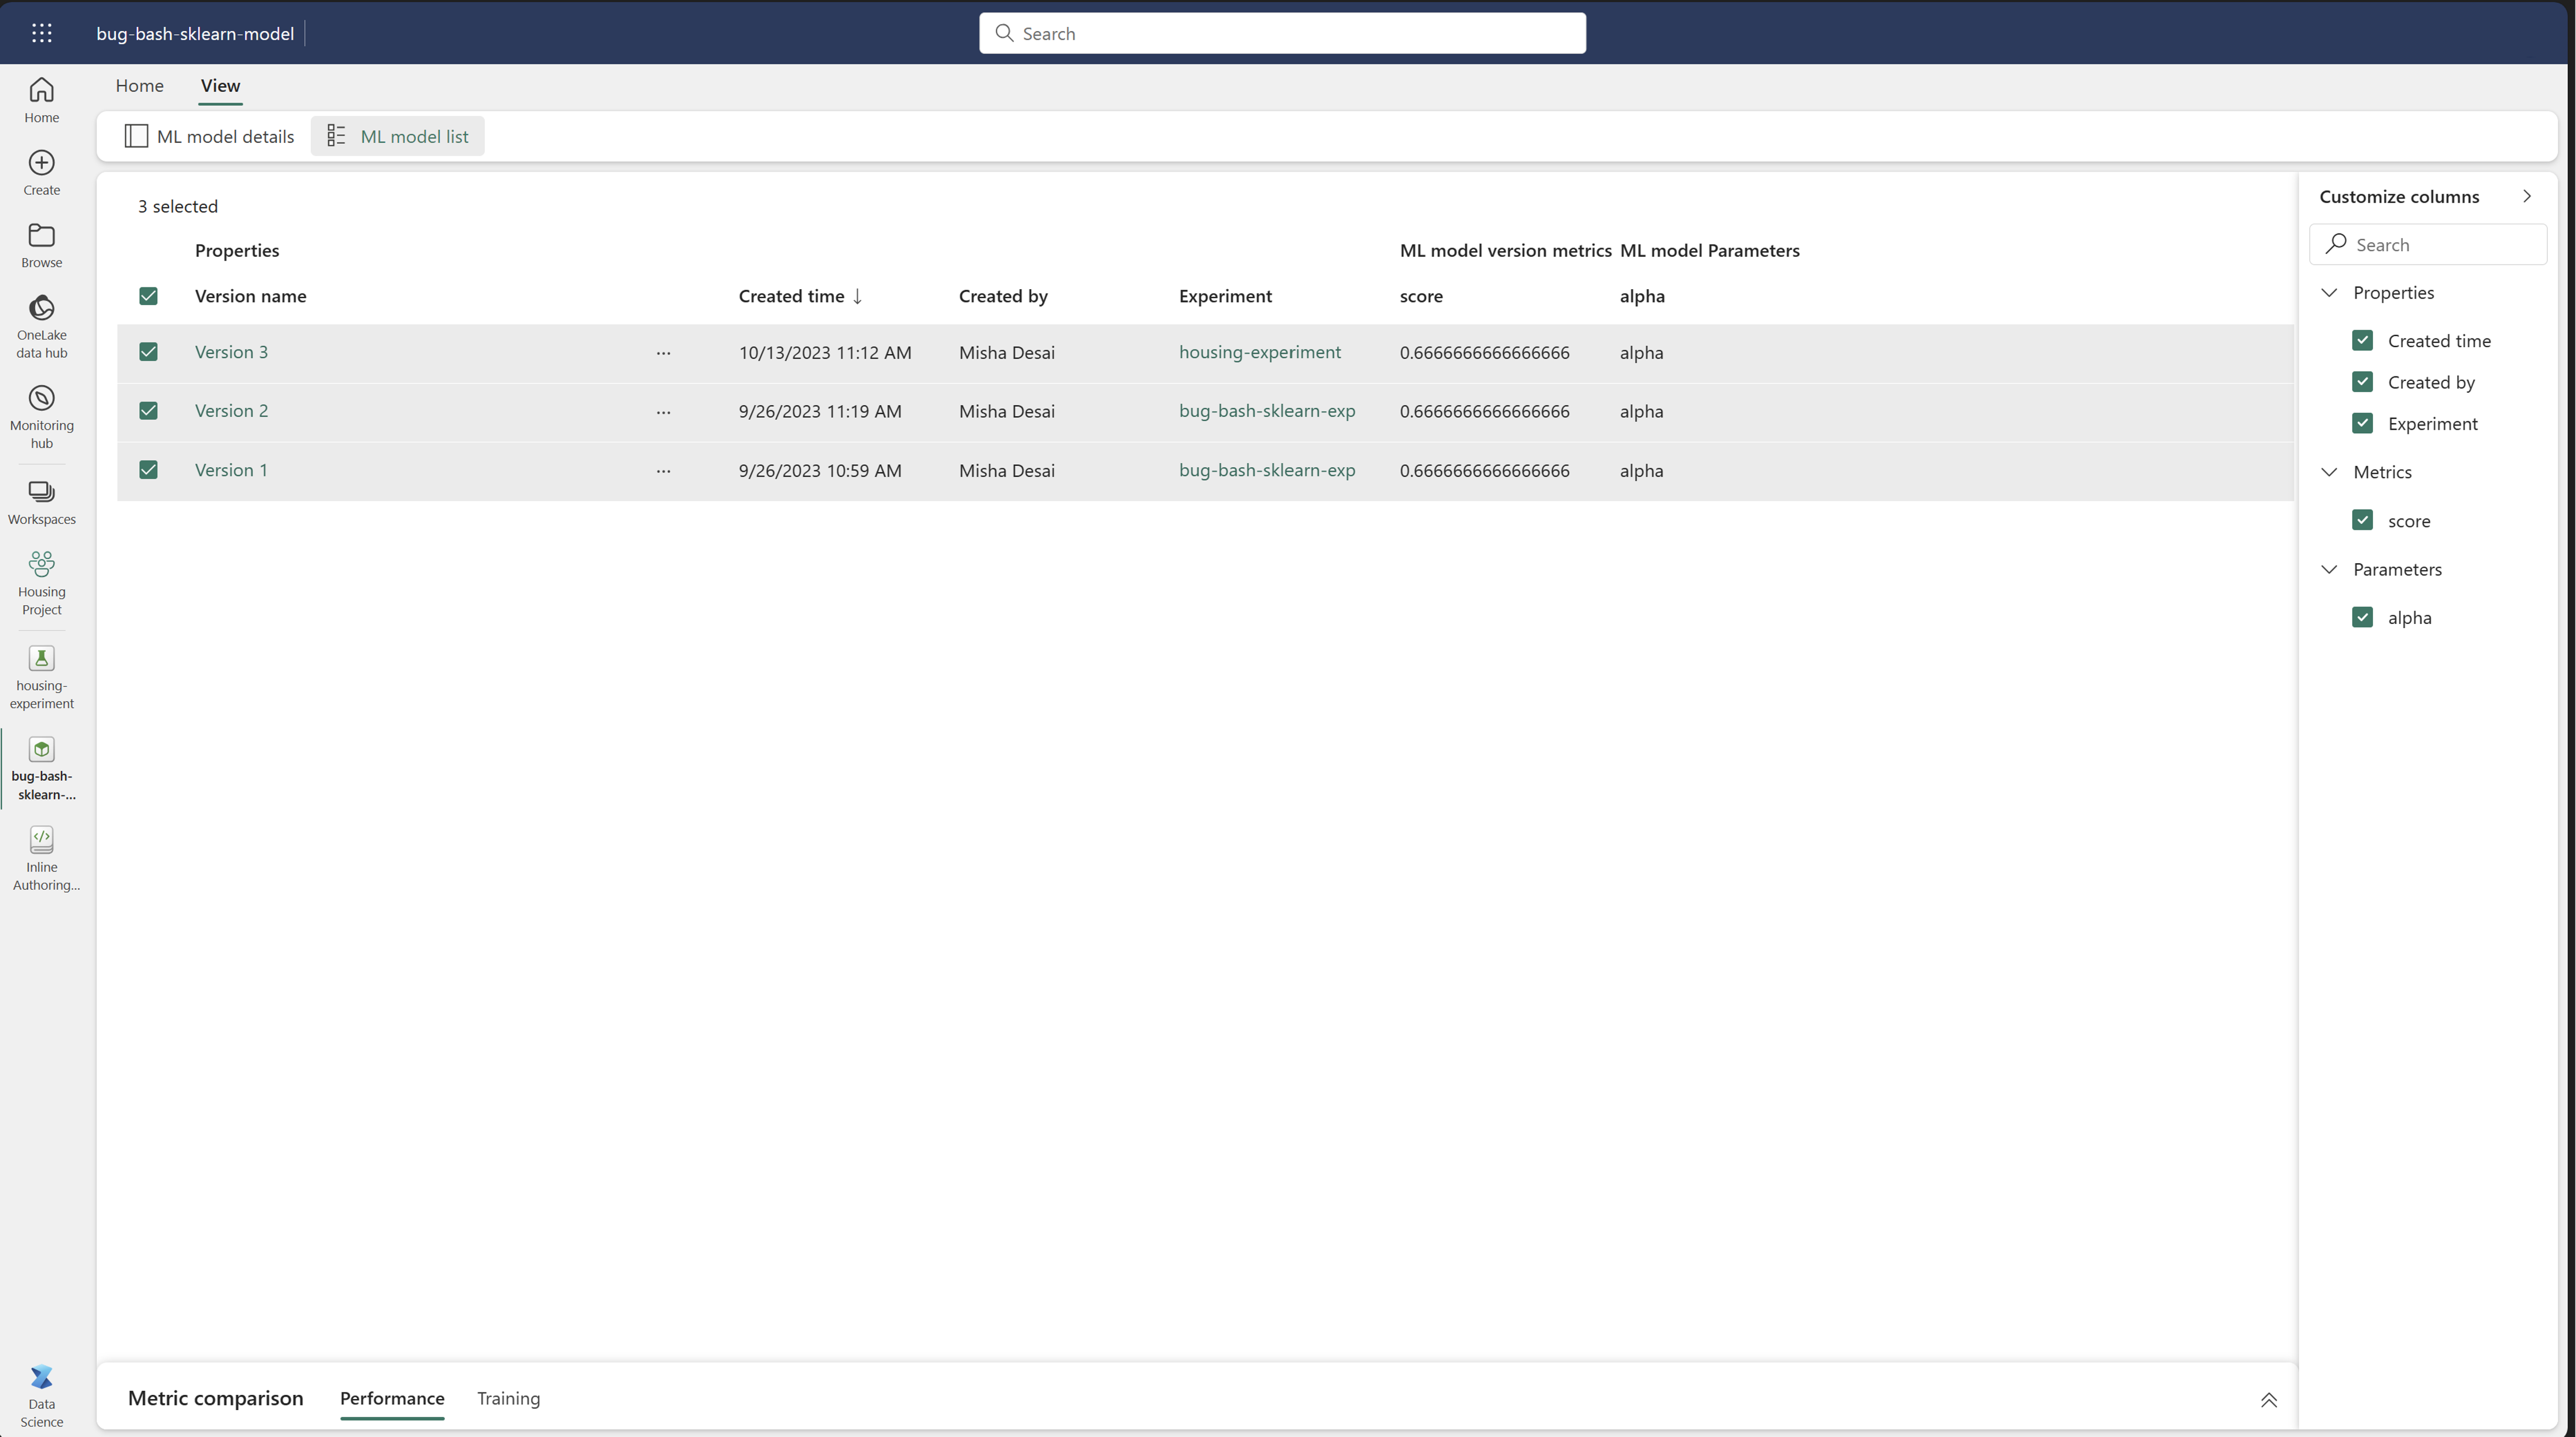 bug-bash-sklearn-model
Search
Home
Create
Browse
OneLake
data hub
Monitoring
hub
Workspaces
Housing
Project
housing-
experiment
bug-bash-
sklearn-...
Inline
Authoring...
Data
Science
Home View
ML model details ML model list
3 selected
Properties ML model version metrics ML model Parameters
Version name Created time ↓ Created by Experiment score alpha
Version 3 ... 10/13/2023 11:12 AM Misha Desai housing-experiment 0.6666666666666666 alpha
Version 2 ... 9/26/2023 11:19 AM Misha Desai bug-bash-sklearn-exp 0.6666666666666666 alpha
Version 1 ... 9/26/2023 10:59 AM Misha Desai bug-bash-sklearn-exp 0.6666666666666666 alpha
Metric comparison Performance Training
Customize columns
Search
Properties
Created time
Created by
Experiment
Metrics
score
Parameters
alpha